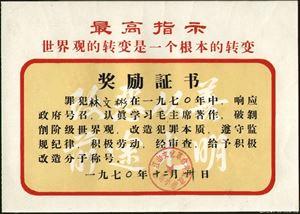 最高指示
世界观的转变是一个根本的转变
奖励証书
罪犯林文彬在一九七〇年中，响应
政府号召，认真学习毛主席著作，破剝
削阶级世界观，改造犯罪本质，遵守监
规纪律，积极劳动，经审查，给予积极
改造分子称号。
一九七〇年十二月卅日